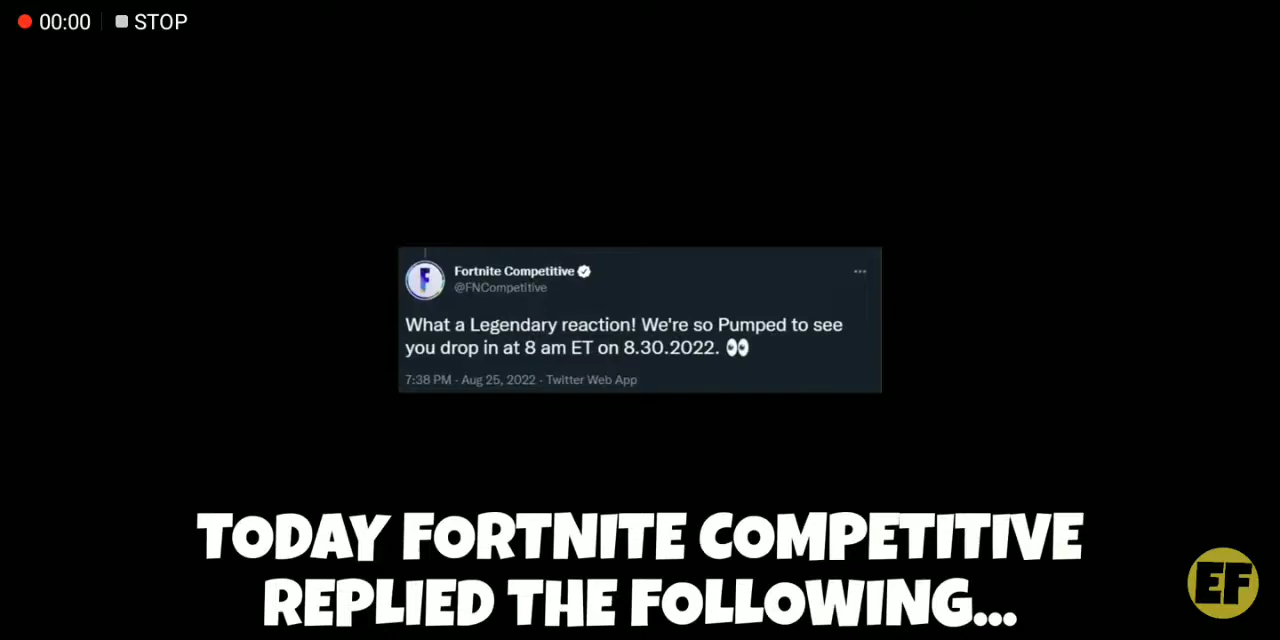 00:00 STOP
Fortnite Competitive
@FNCompetitive
What a Legendary reaction! We're so Pumped to see
you drop in at 8 am ET on 8.30.2022. 👀
7:38 PM · Aug 25, 2022 · Twitter Web App
TODAY FORTNITE COMPETITIVE
REPLIED THE FOLLOWING...
EF